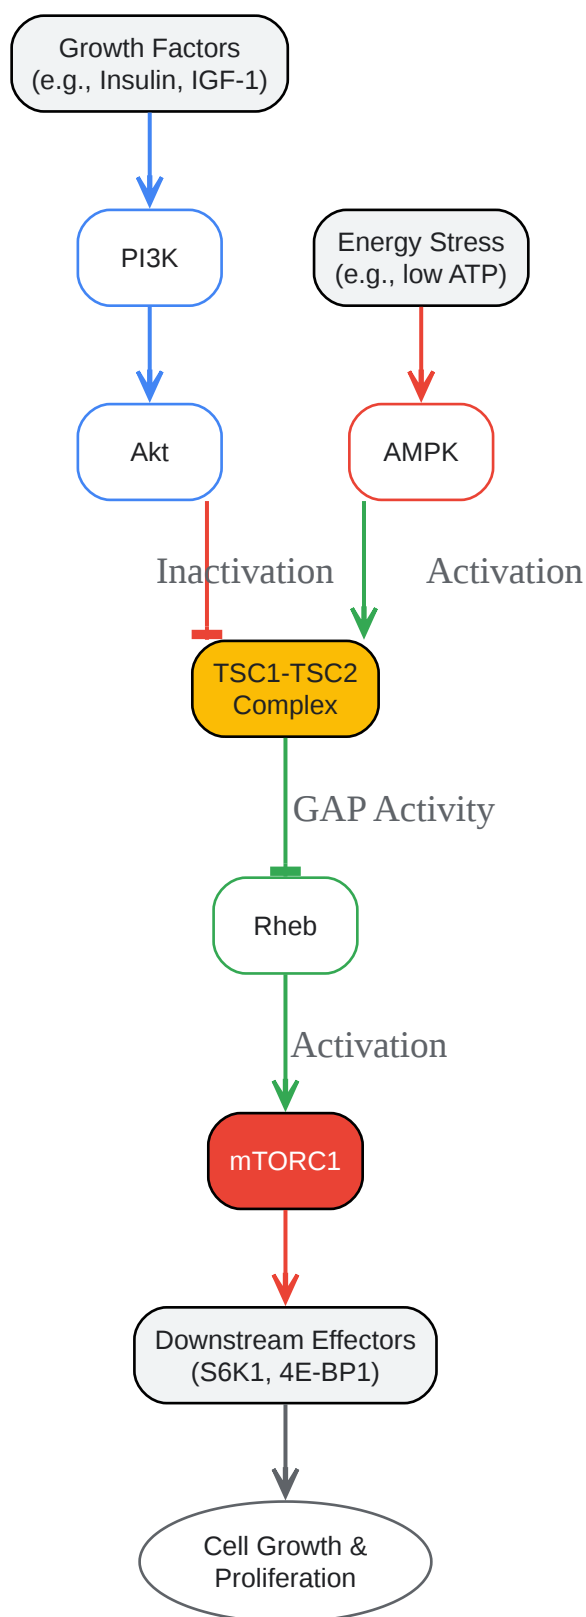 Growth Factors
(e.g., Insulin, IGF-1)
PI3K
Energy Stress
(e.g., low ATP)
Akt
AMPK
Inactivation
Activation
TSC1-TSC2
Complex
GAP Activity
Rheb
Activation
mTORC1
Downstream Effectors
(S6K1, 4E-BP1)
Cell Growth &
Proliferation